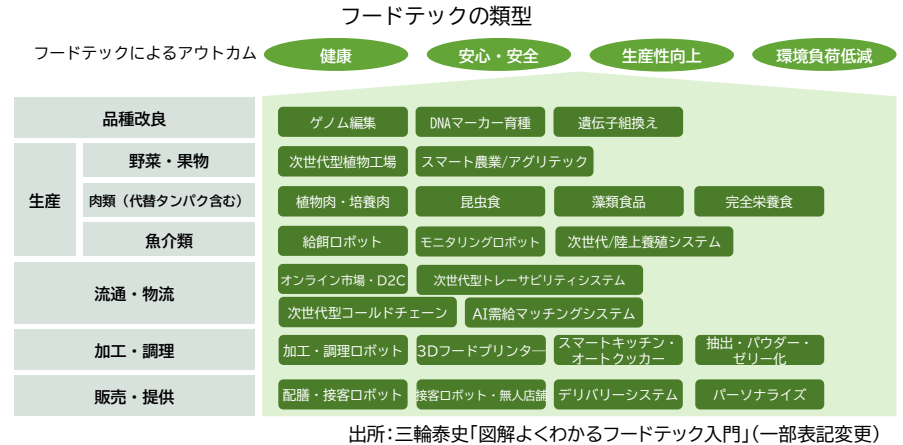 フードテックの類型
フードテックによるアウトカム 健康 安心・安全 生産性向上 環境負荷低減
品種改良 ゲノム編集 DNAマーカー育種 遺伝子組換え
生産
野菜・果物 次世代型植物工場 スマート農業/アグリテック
肉類（代替タンパク含む） 植物肉・培養肉 昆虫食 藻類食品 完全栄養食
魚介類 給餌ロボット モニタリングロボット 次世代/陸上養殖システム
流通・物流
オンライン市場・D2C 次世代型トレーサビリティシステム
次世代型コールドチェーン AI需給マッチングシステム
加工・調理 加工・調理ロボット 3Dフードプリンター
スマートキッチン・
オートクッカー
抽出・パウダー・
ゼリー化
販売・提供 配膳・接客ロボット 接客ロボット・無人店舗 デリバリーシステム パーソナライズ
出所：三輪泰史「図解よくわかるフードテック入門」（一部表記変更）